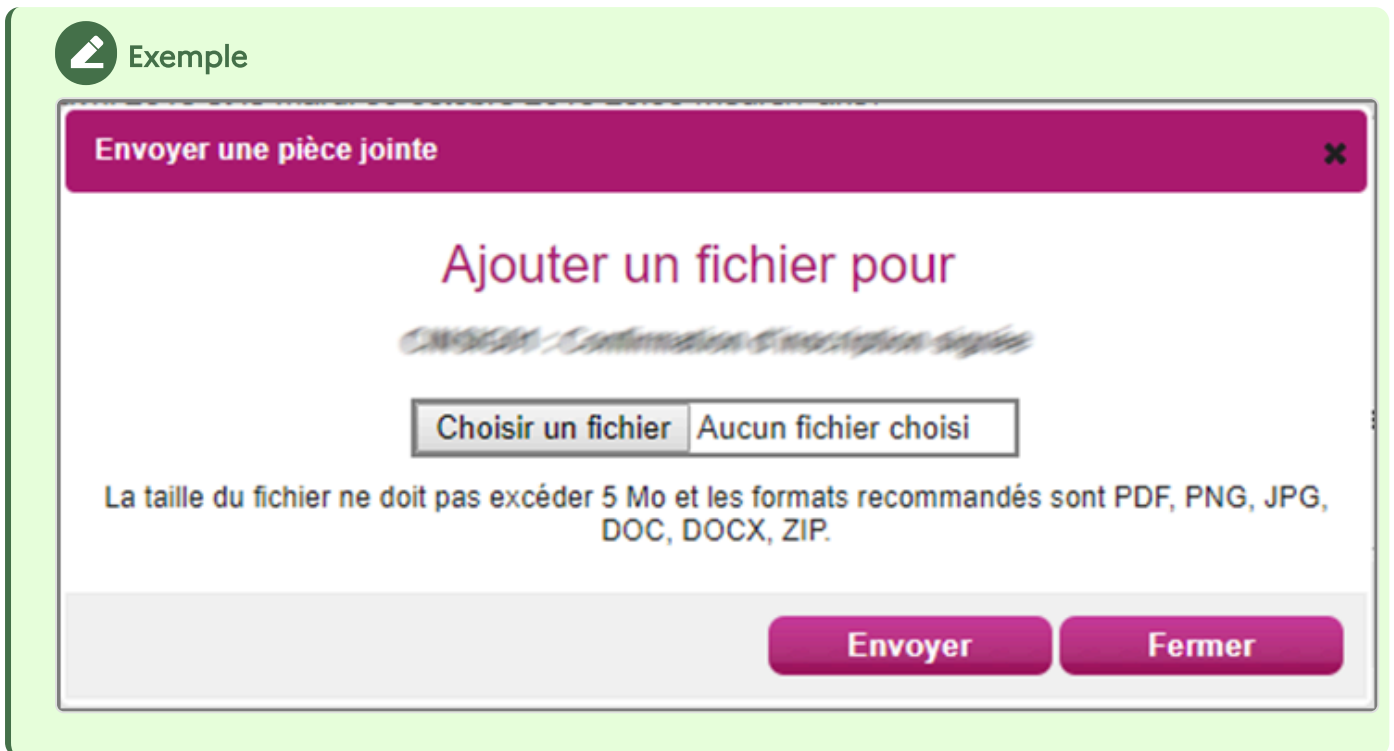 Exemple
Envoyer une pièce jointe
Ajouter un fichier pour
Confirmation d'inscription
Choisir un fichier Aucun fichier choisi
La taille du fichier ne doit pas excéder 5 Mo et les formats recommandés sont PDF, PNG, JPG,
DOC, DOCX, ZIP.
Envoyer Fermer